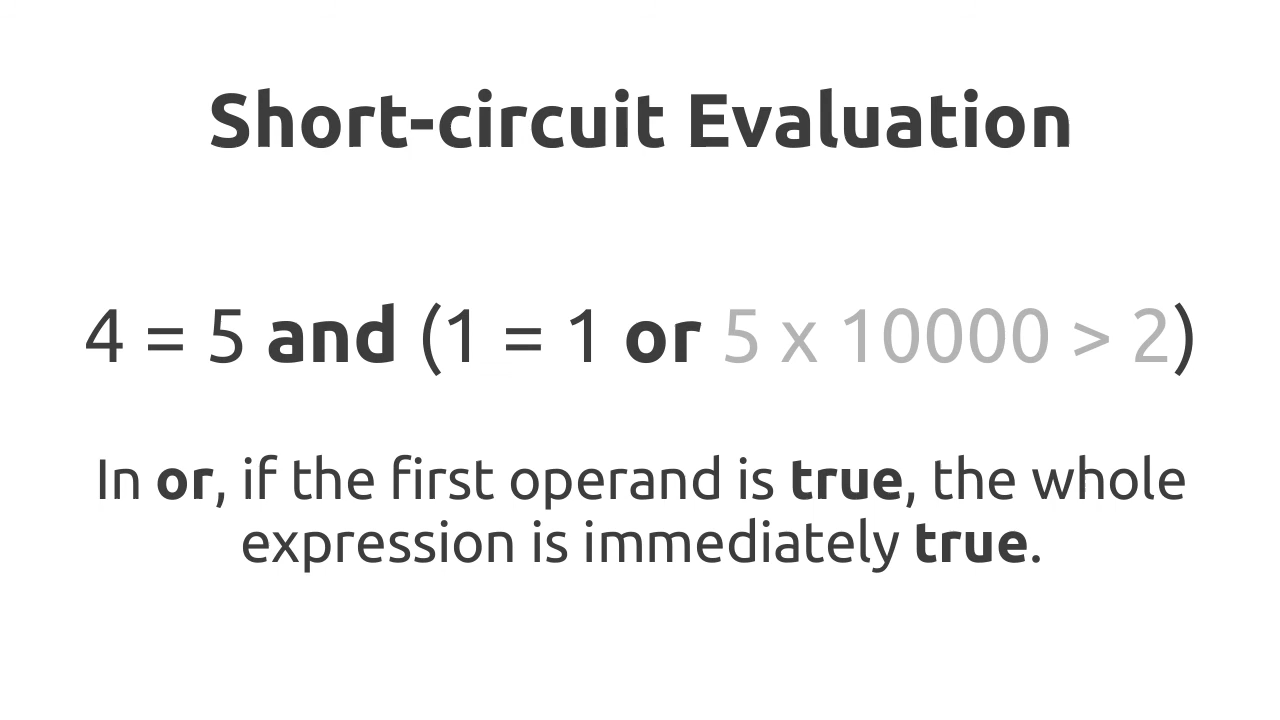 Short-circuit Evaluation
4 = 5 and (1 = 1 or 5 x 10000 > 2)
In or, if the first operand is true, the whole
expression is immediately true.